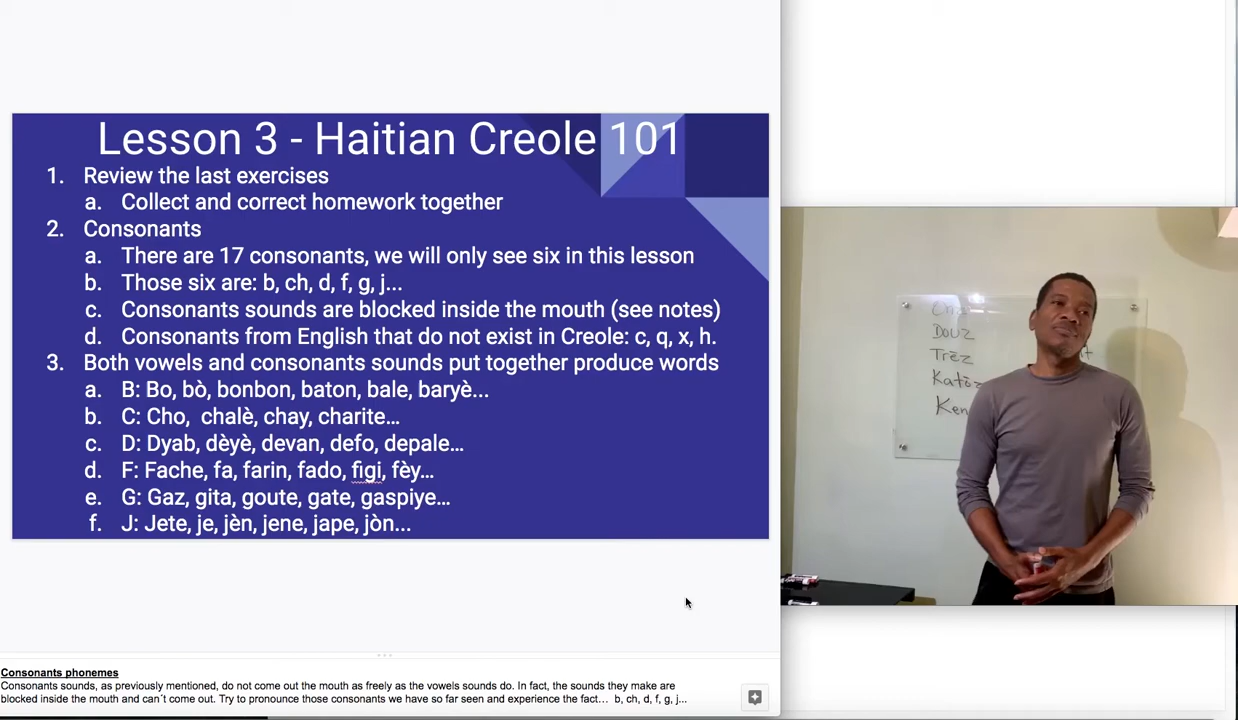 Lesson 3 - Haitian Creole 101
1. Review the last exercises
a. Collect and correct homework together
2. Consonants
a. There are 17 consonants, we will only see six in this lesson
b. Those six are: b, ch, d, f, g, j...
c. Consonants sounds are blocked inside the mouth (see notes)
d. Consonants from English that do not exist in Creole: c, q, x, h.
3. Both vowels and consonants sounds put together produce words
a. B: Bo, bò, bonbon, baton, bale, baryè...
b. C: Cho, chalè, chay, charite...
c. D: Dyab, dèyè, devan, defo, depale...
d. F: Fache, fa, farin, fado, figi, fèy...
e. G: Gaz, gita, goute, gate, gaspiye...
f. J: Jete, je, jèn, jene, jape, jòn...
DOUZ
Trēz
Katōz
Ken
Consonants phonemes
Consonants sounds, as previously mentioned, do not come out the mouth as freely as the vowels sounds do. In fact, the sounds they make are
blocked inside the mouth and can´t come out. Try to pronounce those consonants we have so far seen and experience the fact... b, ch, d, f, g, j...